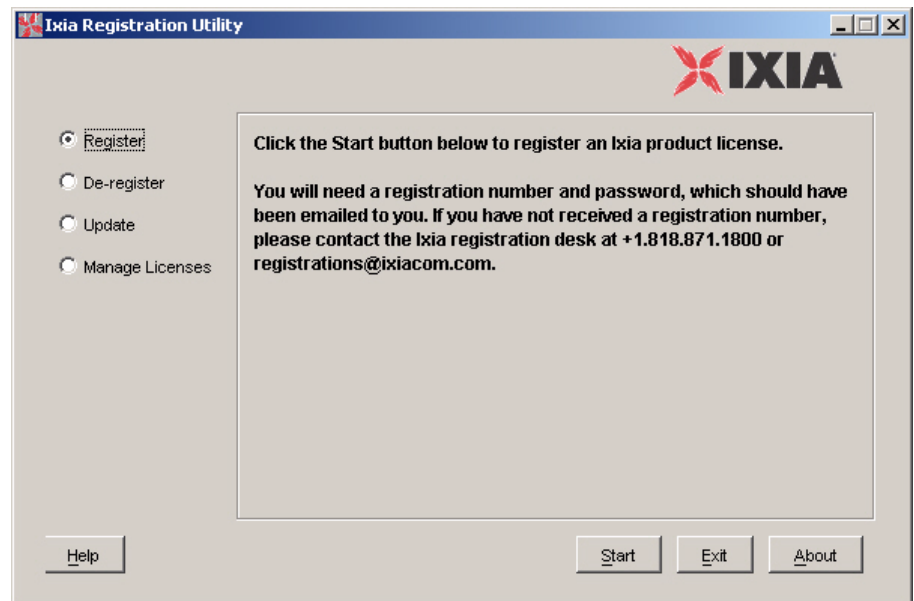 Ixia Registration Utility
IXIA
Register
De-register
Update
Manage Licenses
Click the Start button below to register an Ixia product license.
You will need a registration number and password, which should have
been emailed to you. If you have not received a registration number,
please contact the Ixia registration desk at +1.818.871.1800 or
registrations@ixiacom.com.
Help
Start
Exit
About